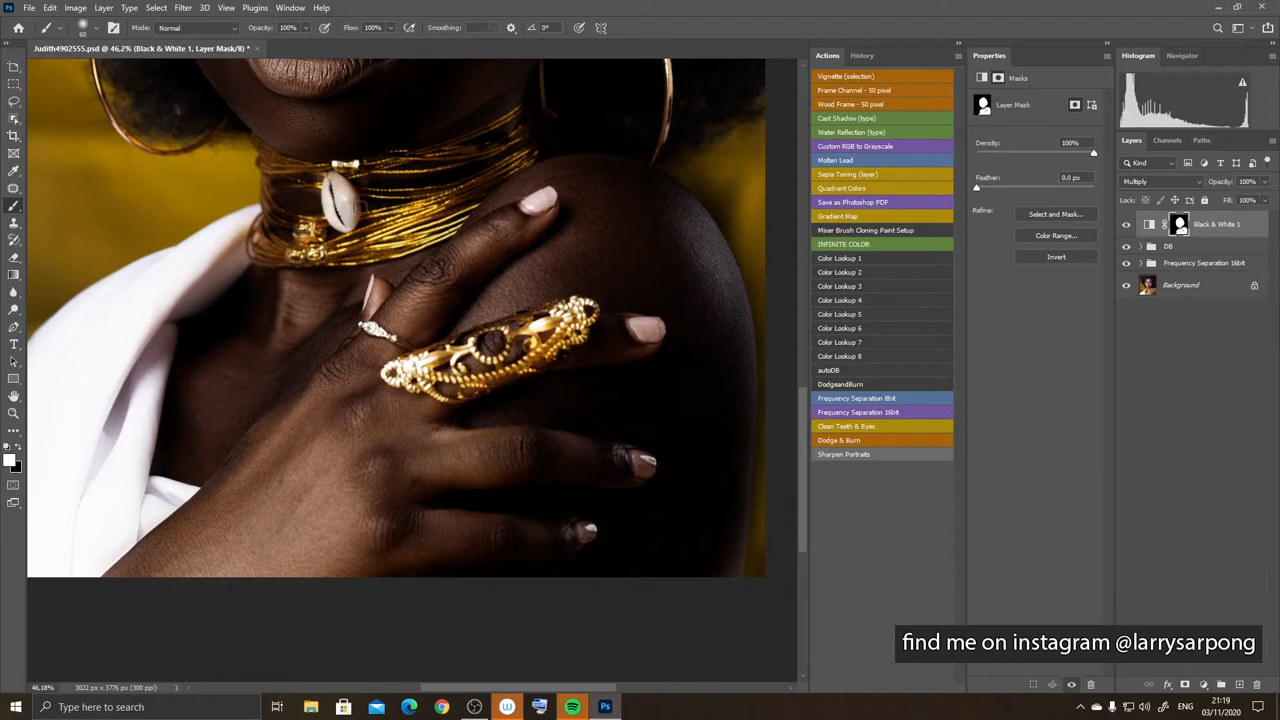 File Edit Image Layer Type Select Filter 3D View Window Help
60 Mode: Normal Opacity: 100% Flow: 100% Smoothing: 0°
Judith4902555.psd @ 46,2% (Black & White 1, Layer Mask/8) *
Actions History
Vignette (selection)
Frame Channel - 50 pixel
Wood Frame - 50 pixel
Cast Shadow (type)
Water Reflection (type)
Custom RGB to Grayscale
Molten Lead
Sepia Toning (layer)
Quadrant Colors
Save as Photoshop PDF
Gradient Map
Mixer Brush Cloning Paint Setup
INFINITE COLOR
Color Lookup 1
Color Lookup 2
Color Lookup 3
Color Lookup 4
Color Lookup 5
Color Lookup 6
Color Lookup 7
Color Lookup 8
autoDB
DodgeandBurn
Frequency Separation 8bit
Frequency Separation 16bit
Clean Teeth & Eyes
Dodge & Burn
Sharpen Portraits
Properties
Masks
Layer Mask
Density: 100%
Feather: 0,0 px
Refine: Select and Mask...
Color Range...
Invert
Histogram Navigator
Layers Channels Paths
Kind
Multiply Opacity: 100%
Lock: Fill: 100%
Black & White 1
DB
Frequency Separation 16bit
Background
find me on instagram @larrysarpong
46,18% 3022 px x 3776 px (300 ppi)
Type here to search
21:19
03/11/2020